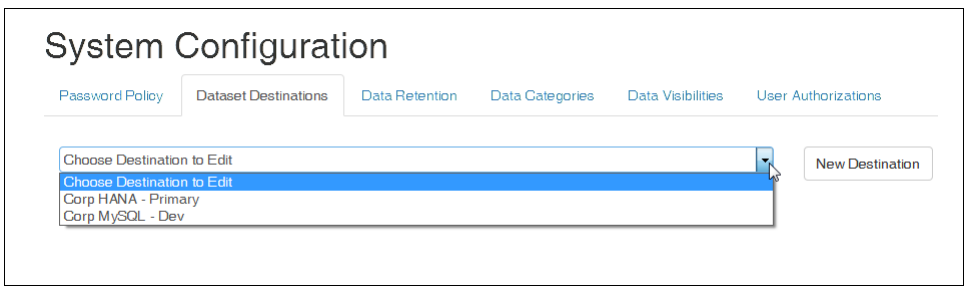 System Configuration
Password Policy Dataset Destinations Data Retention Data Categories Data Visibilities User Authorizations
Choose Destination to Edit New Destination
Choose Destination to Edit
Corp HANA - Primary
Corp MySQL - Dev